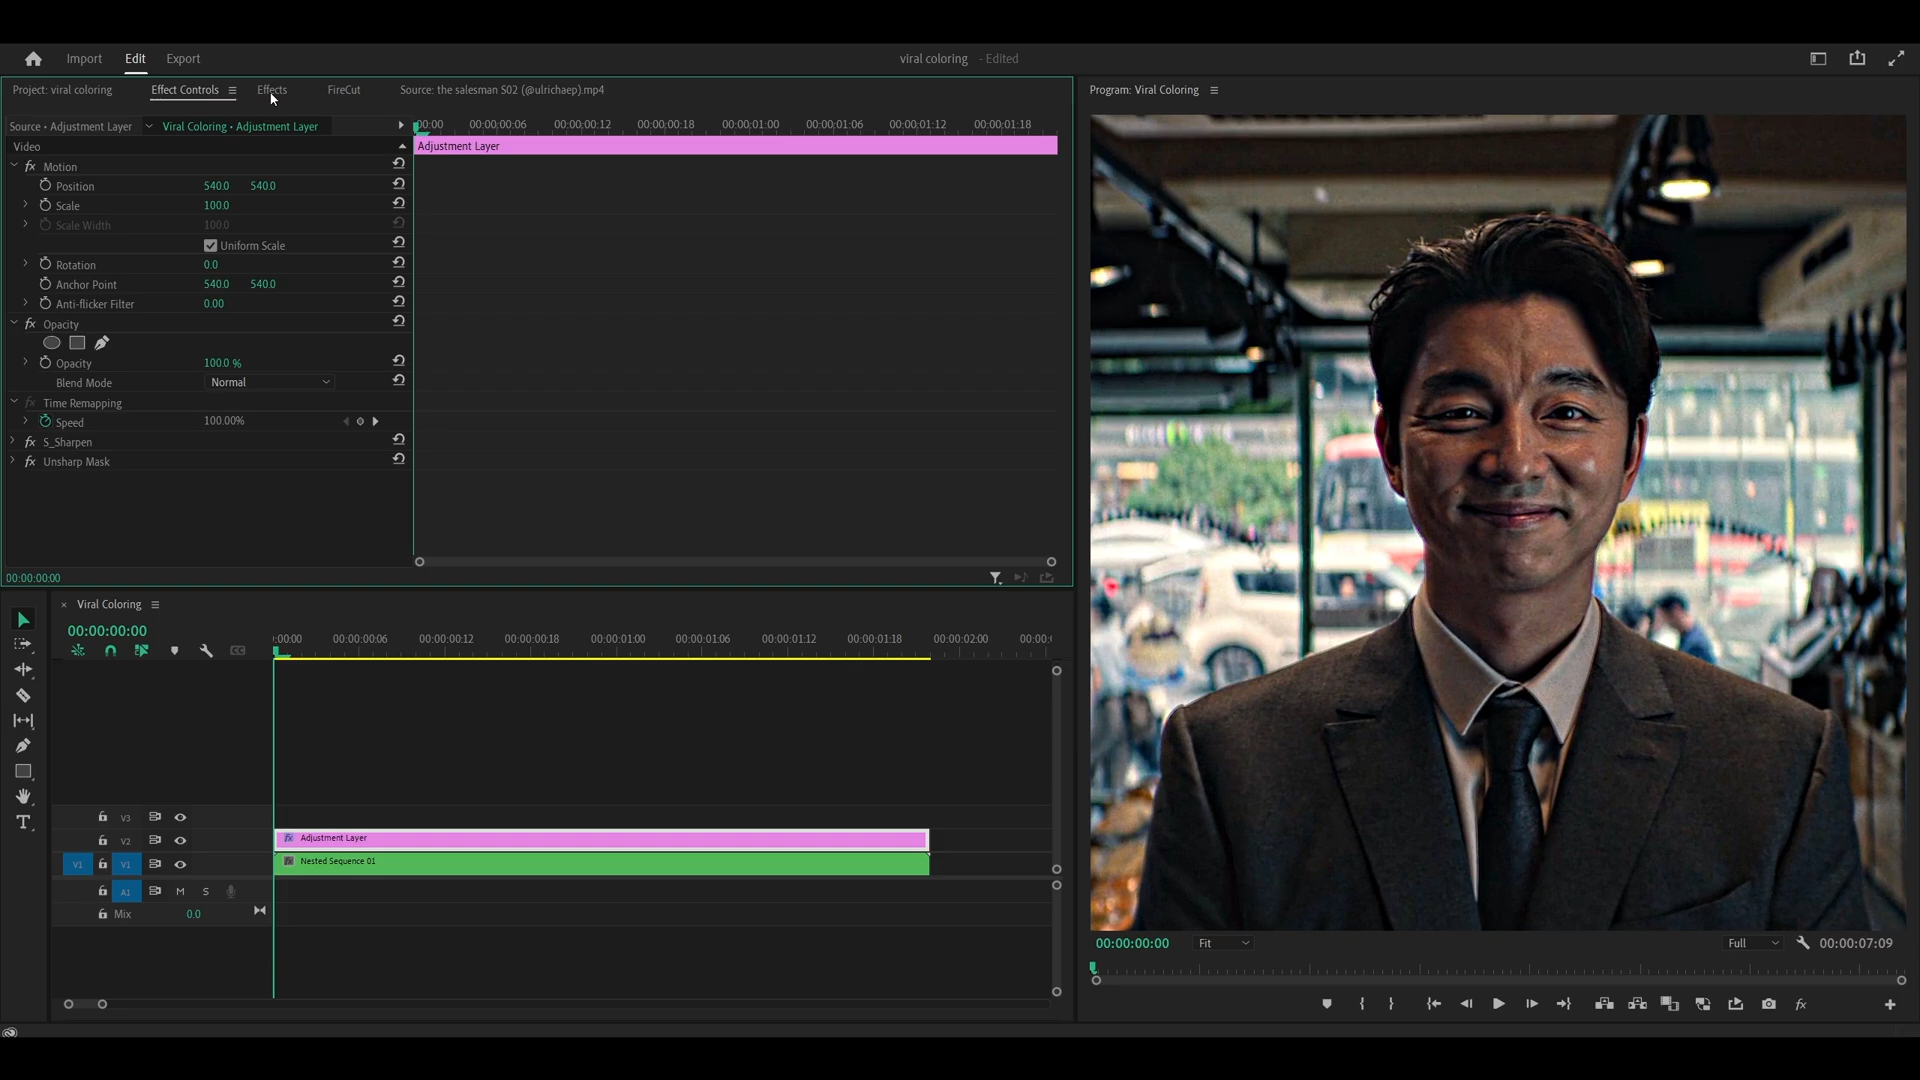 Import Edit Export
viral coloring - Edited
Project: viral coloring Effect Controls Effects FireCut Source: the salesman S02 (@ulrichaep).mp4
Program: Viral Coloring
Source • Adjustment Layer Viral Coloring • Adjustment Layer
:00:00 00:00:00:06 00:00:00:12 00:00:00:18 00:00:01:00 00:00:01:06 00:00:01:12 00:00:01:18
Video
Adjustment Layer
fx Motion
Position 540.0 540.0
Scale 100.0
Scale Width 100.0
Uniform Scale
Rotation 0.0
Anchor Point 540.0 540.0
Anti-flicker Filter 0.00
fx Opacity
Opacity 100.0 %
Blend Mode Normal
fx Time Remapping
Speed 100.00%
fx S_Sharpen
fx Unsharp Mask
00:00:00:00
× Viral Coloring
00:00:00:00
:00:00 00:00:00:06 00:00:00:12 00:00:00:18 00:00:01:00 00:00:01:06 00:00:01:12 00:00:01:18 00:00:02:00 00:00:
CC
V3
V2 fx Adjustment Layer
V1 V1 fx Nested Sequence 01
A1 M S
Mix 0.0
T
00:00:00:00 Fit Full 00:00:07:09
fx